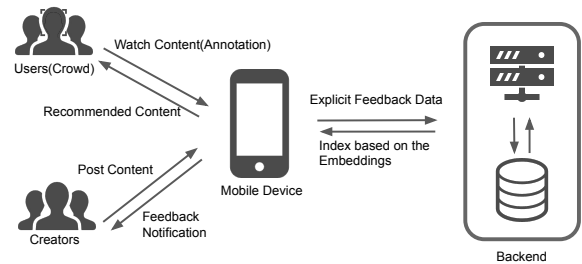 Watch Content(Annotation)
Users(Crowd)
Recommended Content
Explicit Feedback Data
Index based on the
Embeddings
Post Content
Mobile Device
Feedback
Notification
Creators
Backend